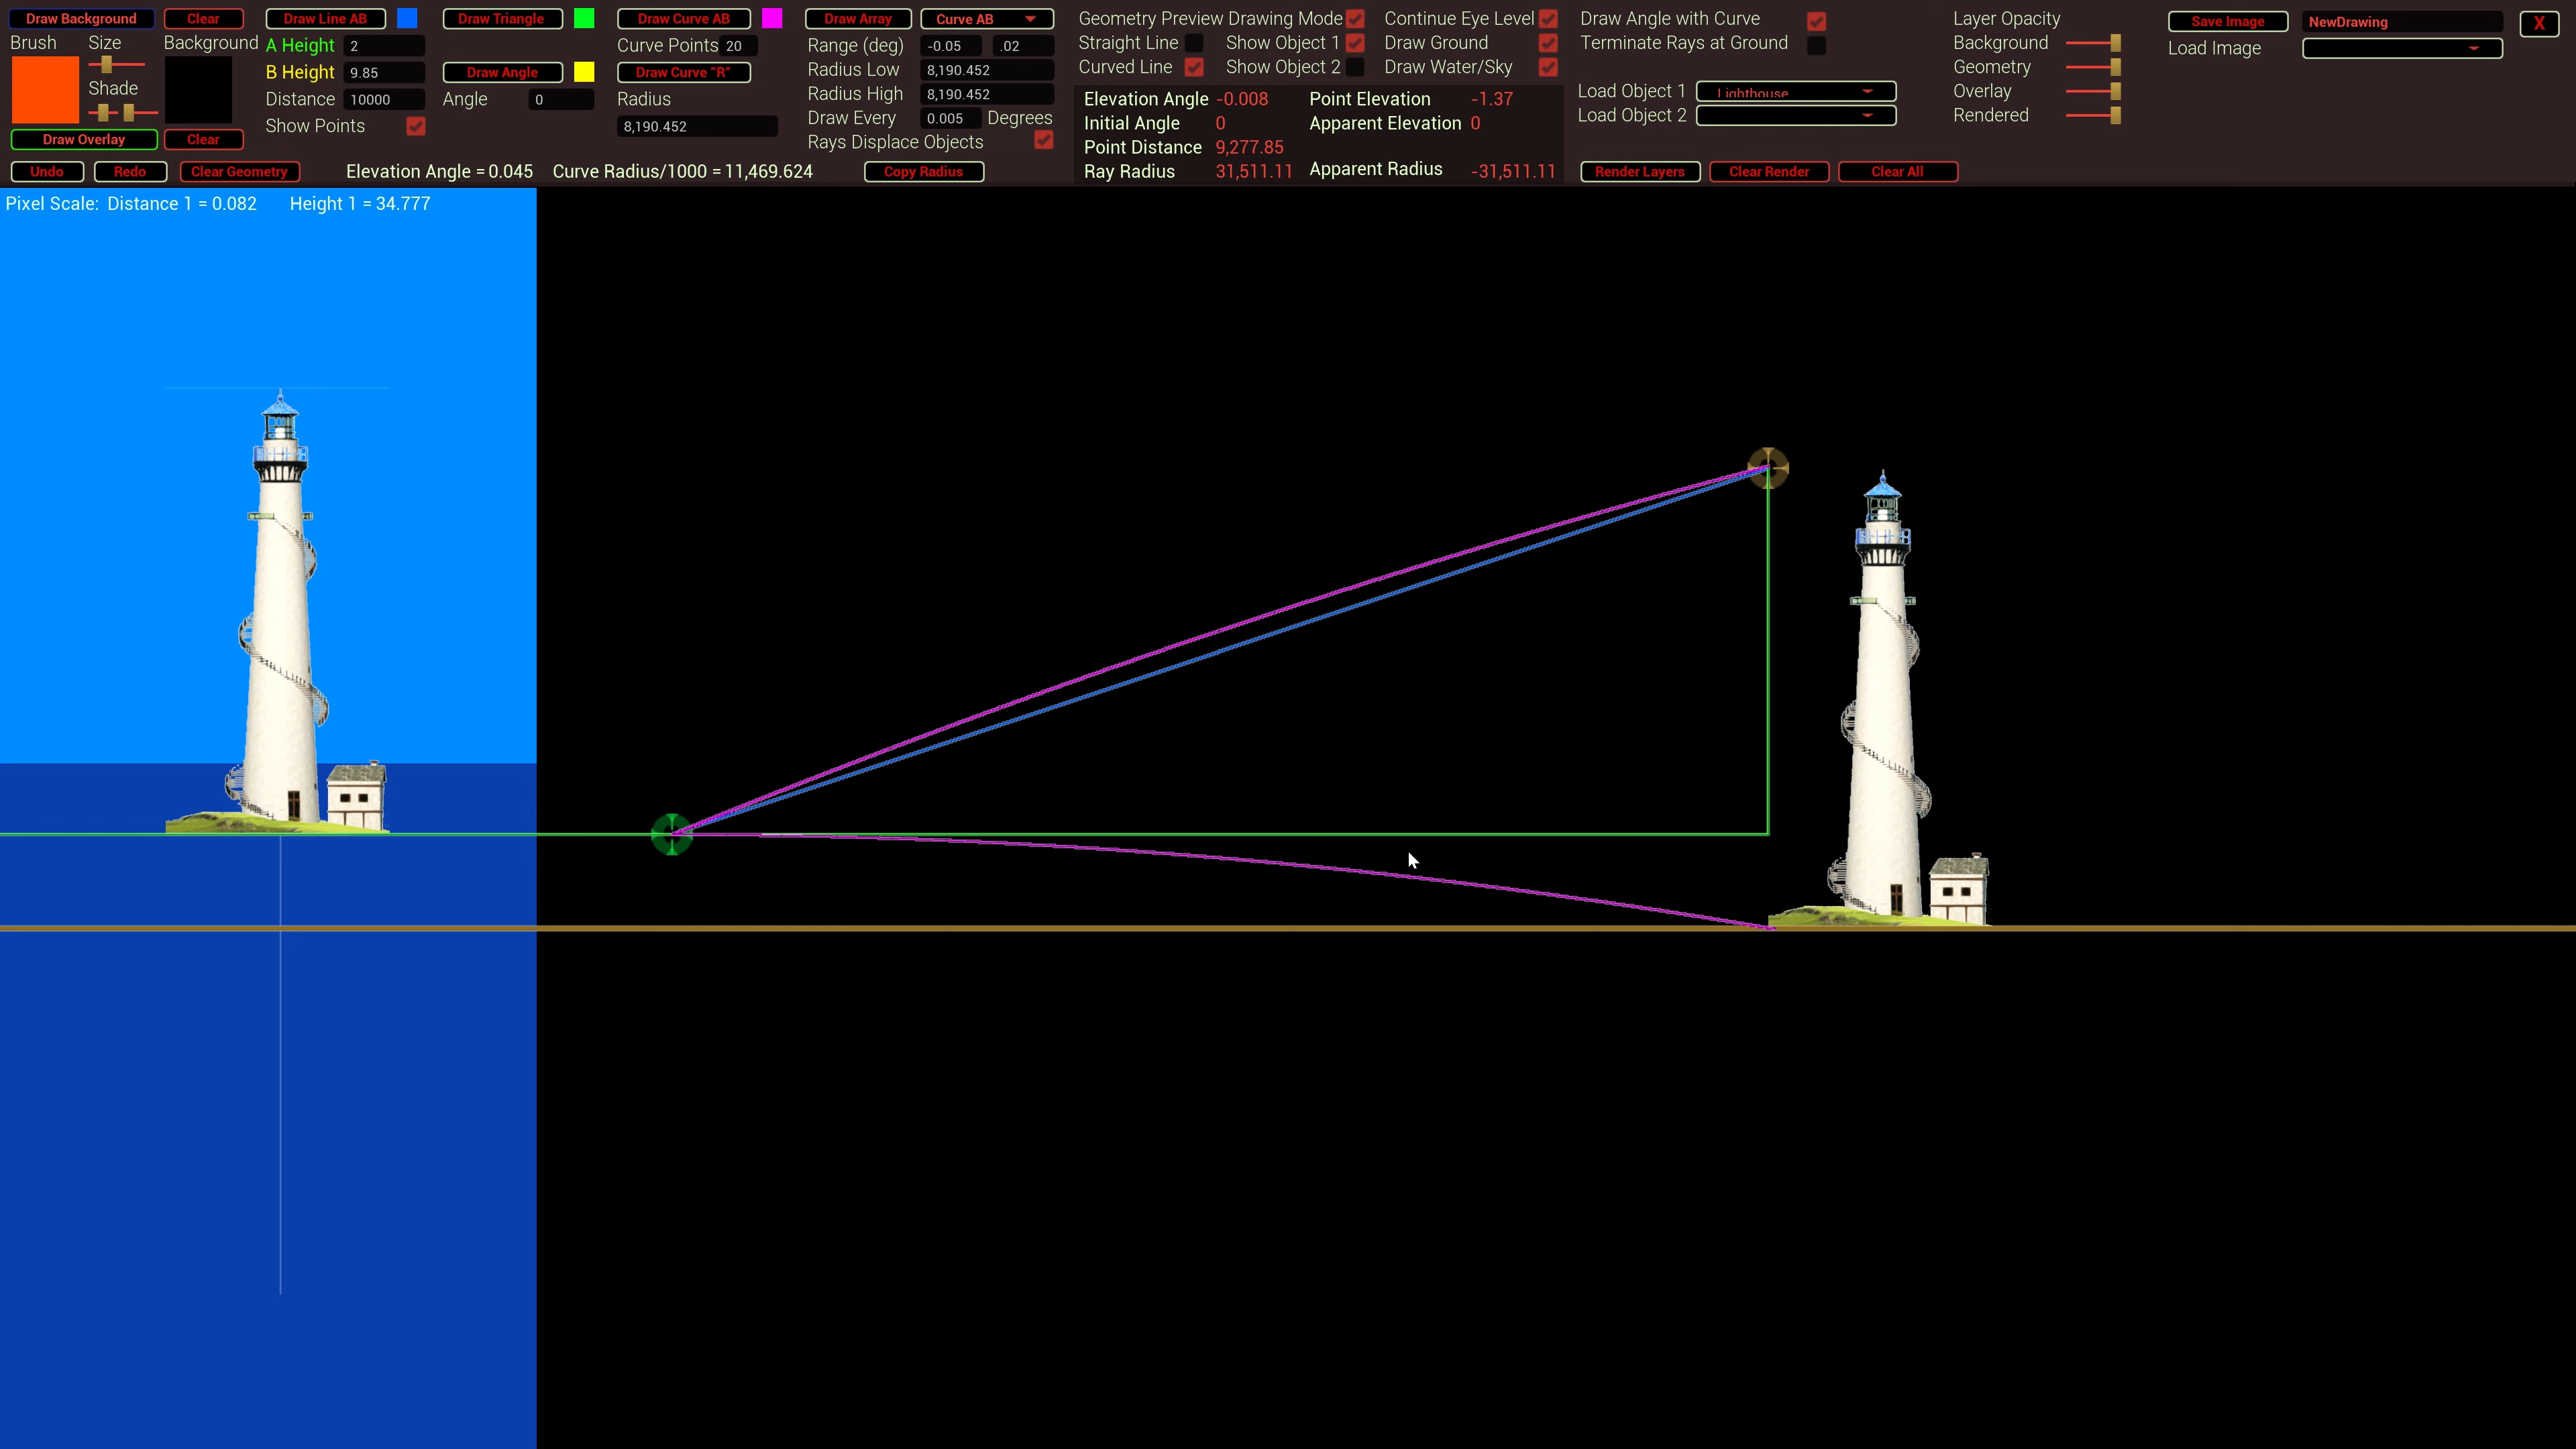 Draw Background Clear Draw Line AB Draw Triangle Draw Curve AB Draw Array Curve AB Geometry Preview Drawing Mode Continue Eye Level Draw Angle with Curve Layer Opacity Save Image NewDrawing X
Brush Size Background A Height 2 Curve Points 20 Range (deg) -0.05 .02 Straight Line Show Object 1 Draw Ground Terminate Rays at Ground Background Load Image
B Height 9.85 Draw Angle Draw Curve "R" Radius Low 8,190.452 Curved Line Show Object 2 Draw Water/Sky Geometry
Shade Distance 10000 Angle 0 Radius Radius High 8,190.452 Elevation Angle -0.008 Point Elevation -1.37 Load Object 1 Lighthouse Overlay
Show Points 8,190.452 Draw Every 0.005 Degrees Initial Angle 0 Apparent Elevation 0 Load Object 2 Rendered
Draw Overlay Clear Rays Displace Objects Point Distance 9,277.85
Undo Redo Clear Geometry Elevation Angle = 0.045 Curve Radius/1000 = 11,469.624 Copy Radius Ray Radius 31,511.11 Apparent Radius -31,511.11 Render Layers Clear Render Clear All
Pixel Scale: Distance 1 = 0.082 Height 1 = 34.777